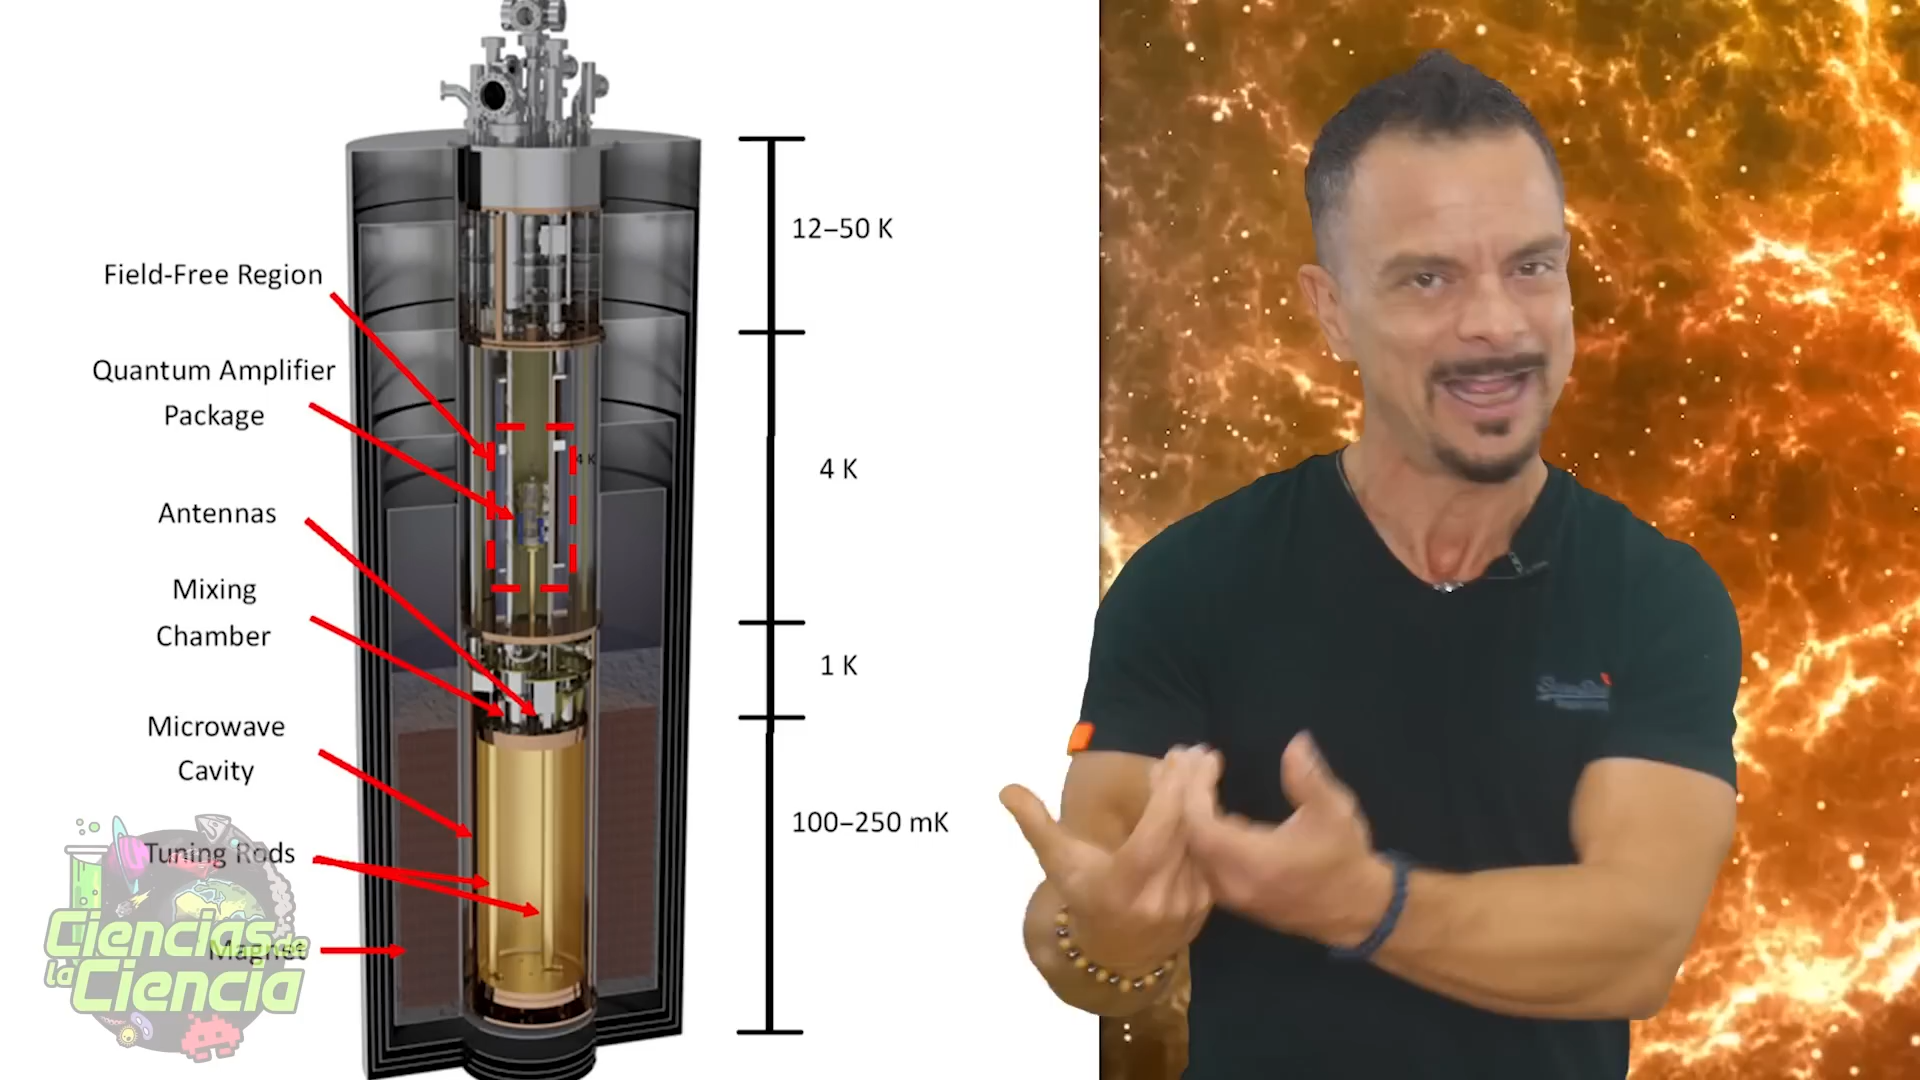 12–50 K
Field-Free Region
Quantum Amplifier
Package
4 K
4 K
Antennas
Mixing
Chamber
1 K
Microwave
Cavity
100–250 mK
Tuning Rods
Magnet
Ciencias de
la Ciencia